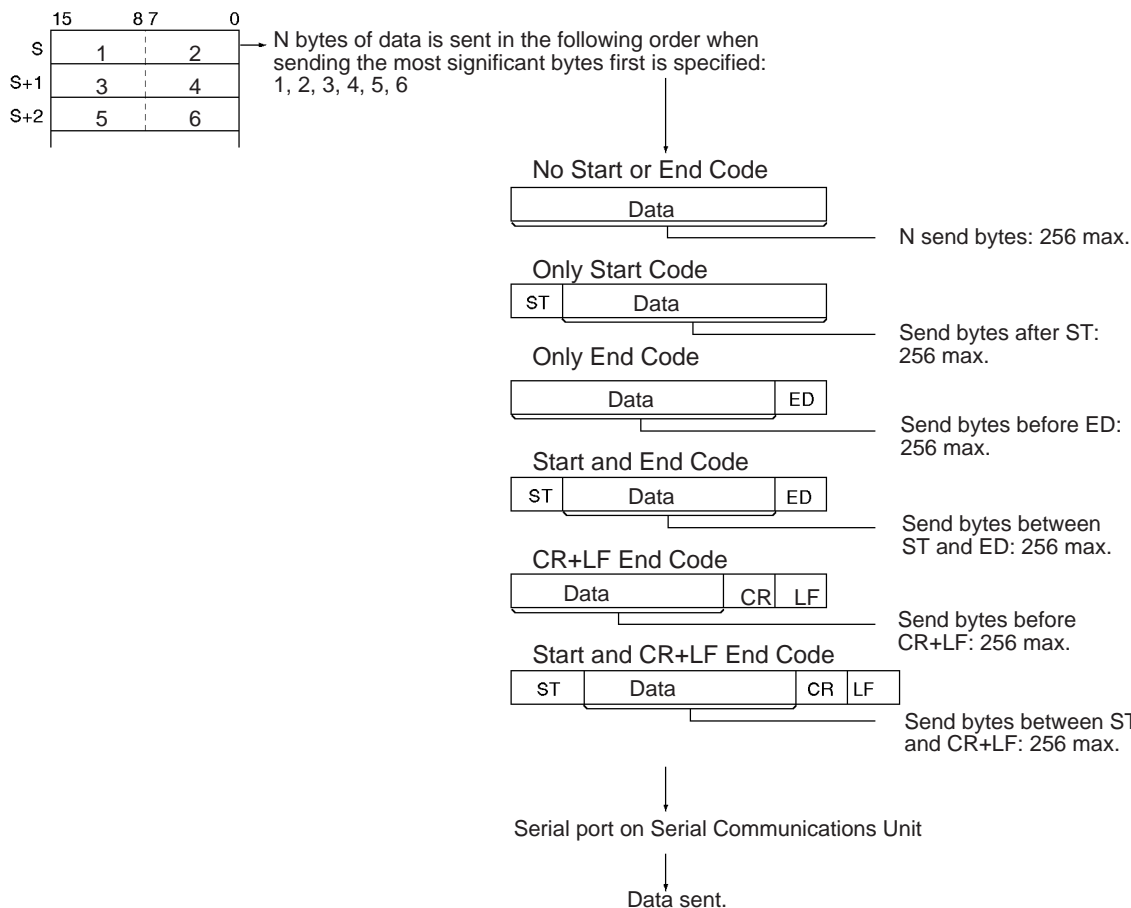 15 8 7 0
S 1 2
S+1 3 4
S+2 5 6
N bytes of data is sent in the following order when
sending the most significant bytes first is specified:
1, 2, 3, 4, 5, 6
No Start or End Code
Data
N send bytes: 256 max.
Only Start Code
ST Data
Send bytes after ST:
256 max.
Only End Code
Data ED
Send bytes before ED:
256 max.
Start and End Code
ST Data ED
Send bytes between
ST and ED: 256 max.
CR+LF End Code
Data CR LF
Send bytes before
CR+LF: 256 max.
Start and CR+LF End Code
ST Data CR LF
Send bytes between ST
and CR+LF: 256 max.
Serial port on Serial Communications Unit
Data sent.